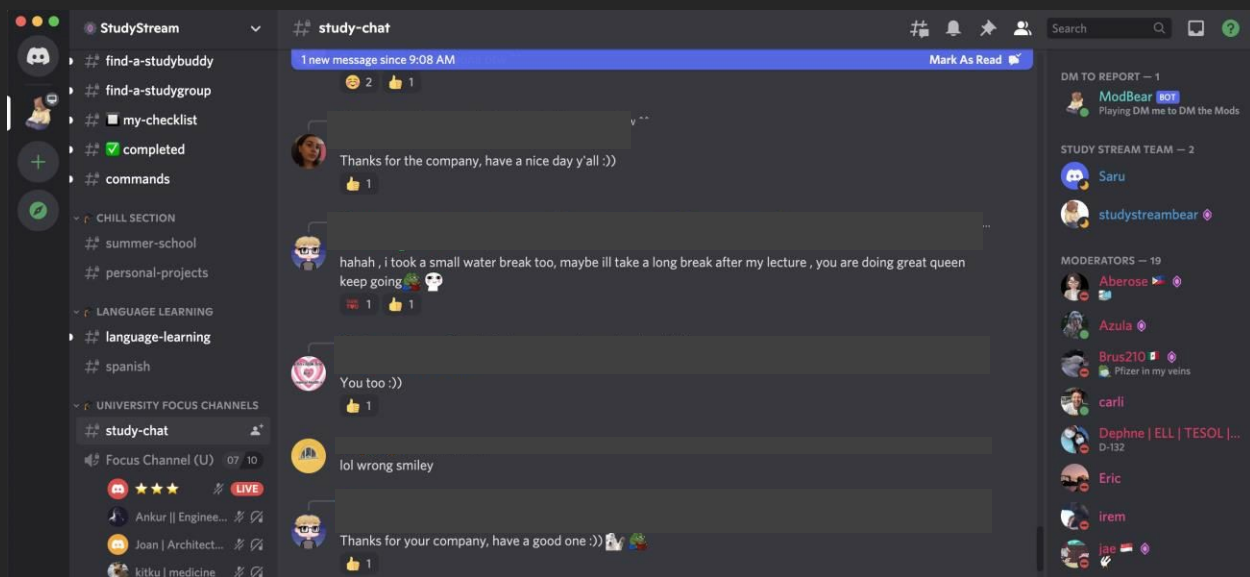 StudyStream
find-a-studybuddy
find-a-studygroup
my-checklist
completed
commands
CHILL SECTION
summer-school
personal-projects
LANGUAGE LEARNING
language-learning
spanish
UNIVERSITY FOCUS CHANNELS
study-chat
Focus Channel (U) 07 10
LIVE
Ankur || Enginee...
Joan | Architect...
kitku | medicine
study-chat
Search
1 new message since 9:08 AM Mark As Read
2 1
Thanks for the company, have a nice day y'all :))
1
...
hahah , i took a small water break too, maybe ill take a long break after my lecture , you are doing great queen
keep going
1 1
You too :))
1
lol wrong smiley
Thanks for your company, have a good one :))
1
DM TO REPORT — 1
ModBear BOT
Playing DM me to DM the Mods
STUDY STREAM TEAM — 2
Saru
studystreambear
MODERATORS — 19
Aberose
Azula
Brus210
Pfizer in my veins
carli
Dephne | ELL | TESOL |...
D-132
Eric
irem
jae